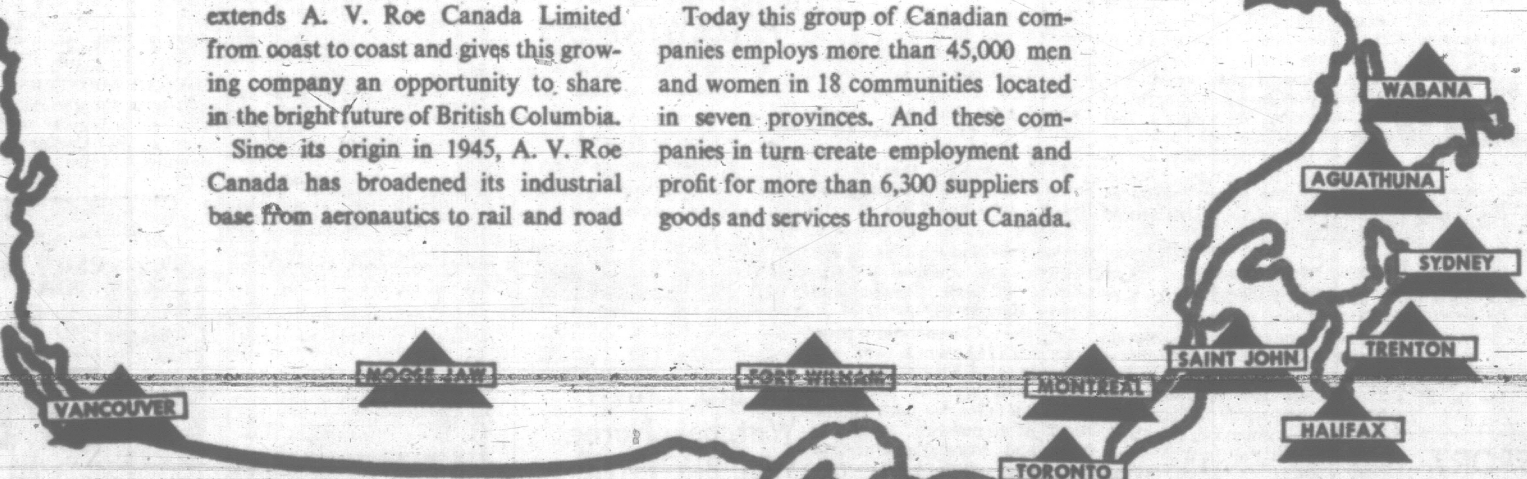 extends A. V. Roe Canada Limited
from coast to coast and gives this grow-
ing company an opportunity to share
in the bright future of British Columbia.
Since its origin in 1945, A. V. Roe
Canada has broadened its industrial
base from aeronautics to rail and road
Today this group of Canadian com-
panies employs more than 45,000 men
and women in 18 communities located
in seven provinces. And these com-
panies in turn create employment and
profit for more than 6,300 suppliers of
goods and services throughout Canada.
WABANA
AGUATHUNA
SYDNEY
TRENTON
SAINT JOHN
HALIFAX
MONTREAL
TORONTO
FORT WILLIAM
MOOSE JAW
VANCOUVER